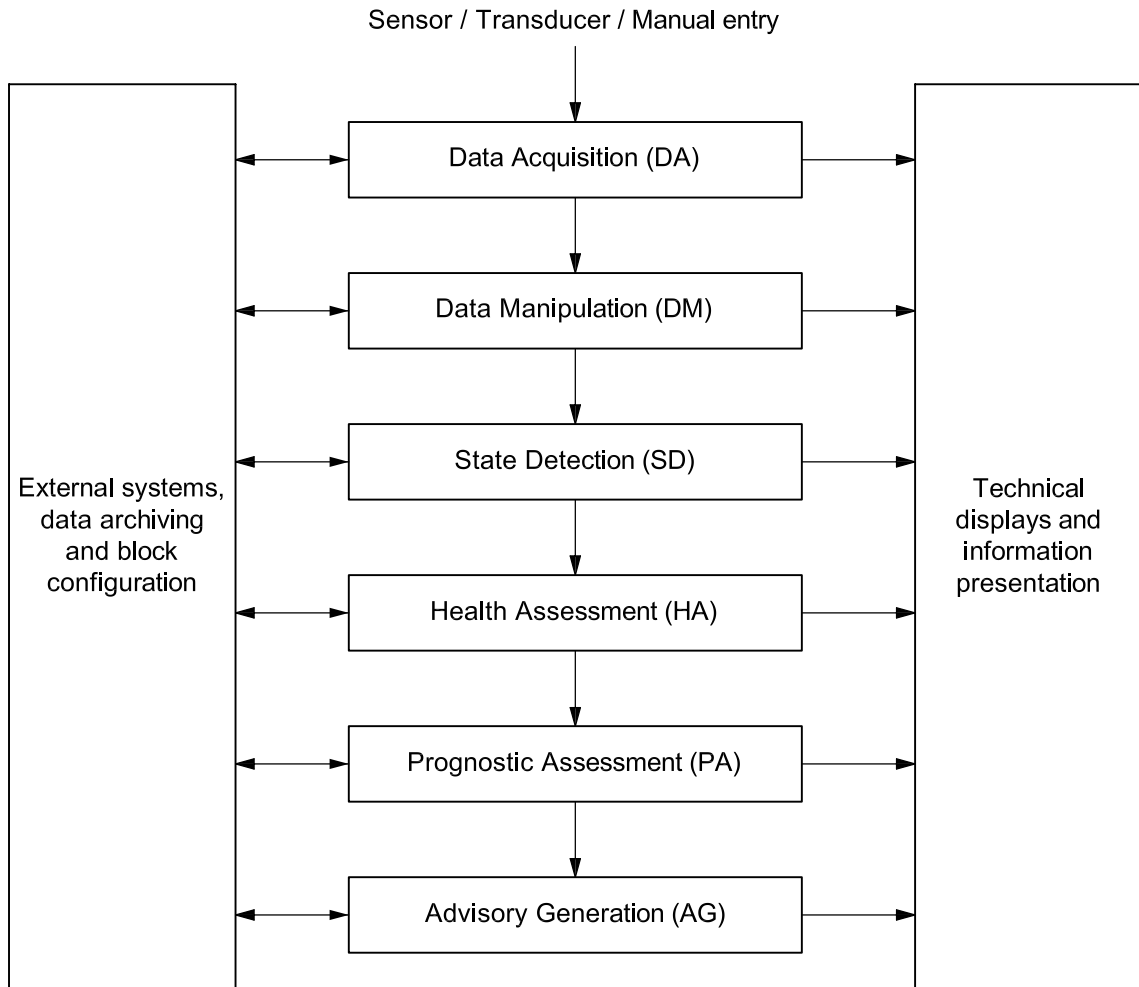 Sensor / Transducer / Manual entry
Data Acquisition (DA)
Data Manipulation (DM)
State Detection (SD)
Health Assessment (HA)
Prognostic Assessment (PA)
Advisory Generation (AG)
External systems,
data archiving
and block
configuration
Technical
displays and
information
presentation